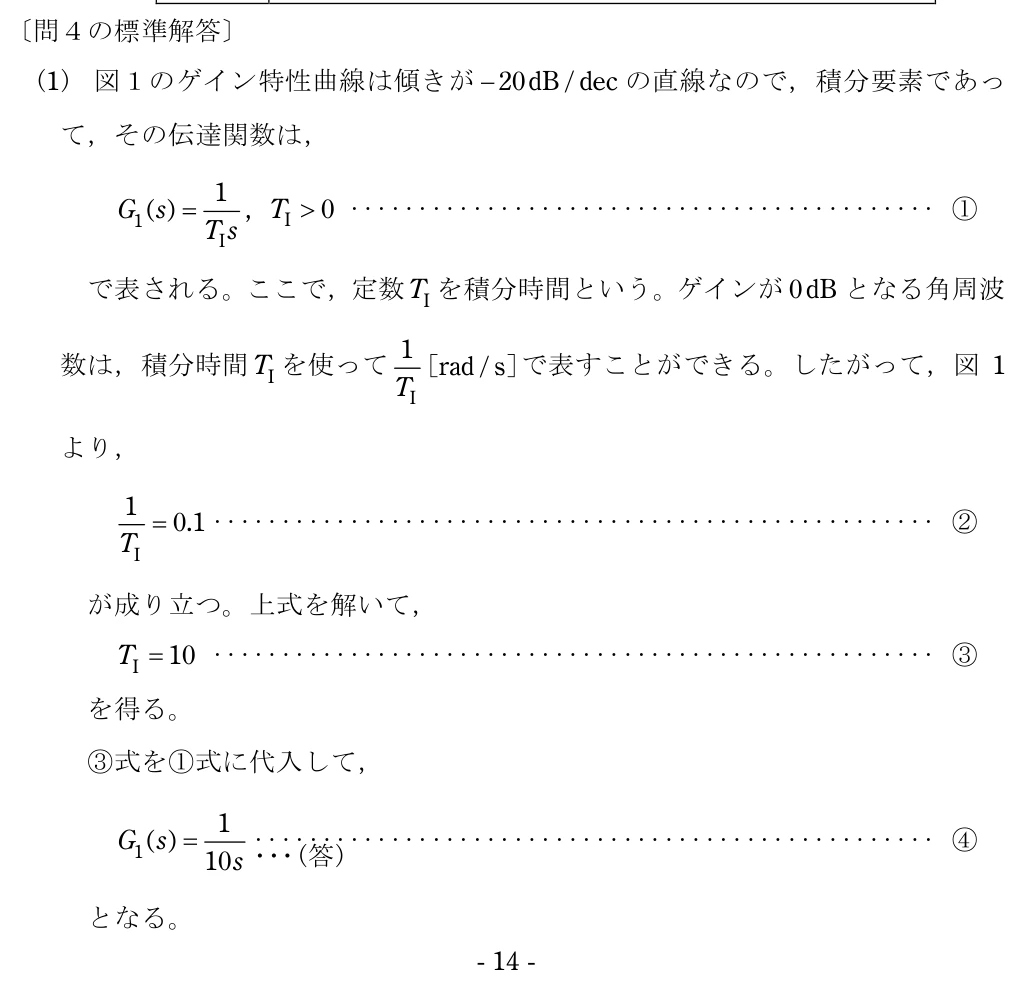 〔問４の標準解答〕
(1) 図１のゲイン特性曲線は傾きが −20dB/dec の直線なので，積分要素であっ
て，その伝達関数は，
G₁(s) = 1/(T_I s)，T_I > 0 ･････････････････････････････････････････ ①
で表される。ここで，定数 T_I を積分時間という。ゲインが 0dB となる角周波
数は，積分時間 T_I を使って 1/T_I [rad/s] で表すことができる。したがって，図 1
より，
1/T_I = 0.1 ･････････････････････････････････････････ ②
が成り立つ。上式を解いて，
T_I = 10 ･････････････････････････････････････････ ③
を得る。
③式を①式に代入して，
G₁(s) = 1/(10s) ･････････････････････････････････････････ ④
･･･（答）
となる。
- 14 -